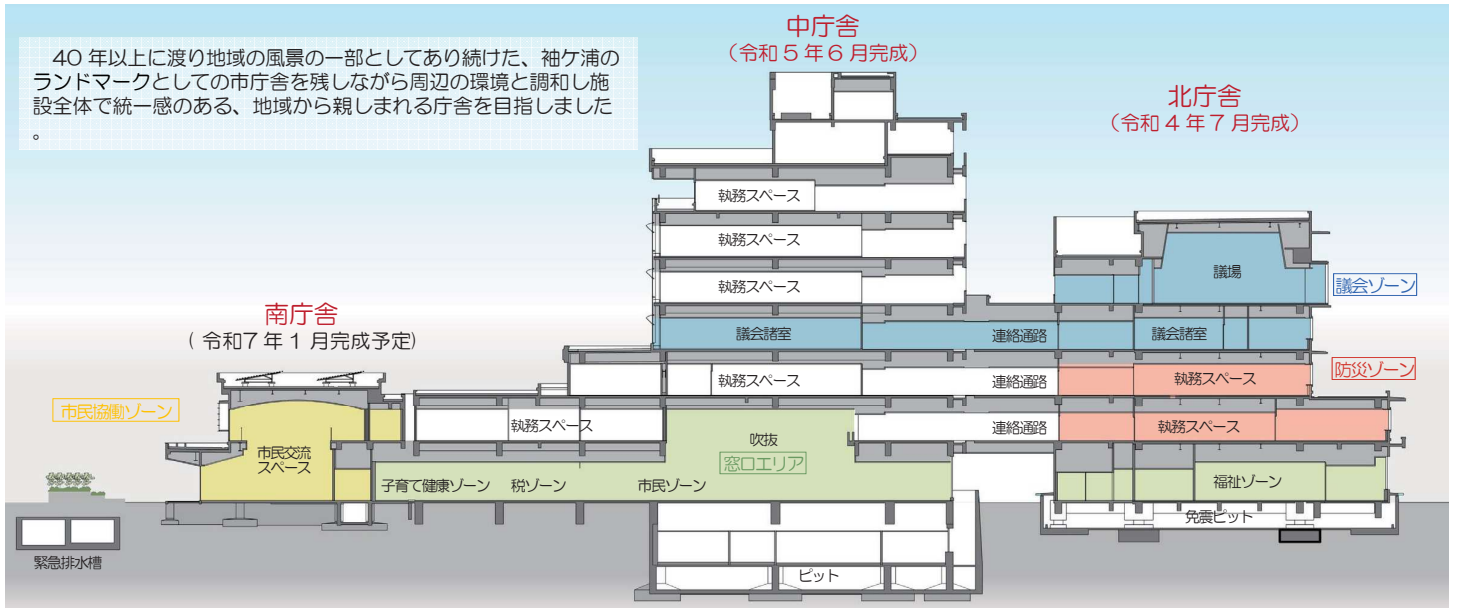 40 年以上に渡り地域の風景の一部としてあり続けた、袖ケ浦の
ランドマークとしての市庁舎を残しながら周辺の環境と調和し施
設全体で統一感のある、地域から親しまれる庁舎を目指しました
。
中庁舎
（令和５年６月完成）
北庁舎
（令和４年７月完成）
南庁舎
( 令和７年１月完成予定)
執務スペース
執務スペース
執務スペース
議場
議会ゾーン
議会諸室
連絡通路
議会諸室
執務スペース
連絡通路
執務スペース
防災ゾーン
市民協働ゾーン
執務スペース
連絡通路
執務スペース
吹抜
窓口エリア
市民交流
スペース
子育て健康ゾーン
税ゾーン
市民ゾーン
福祉ゾーン
免震ピット
緊急排水槽
ピット